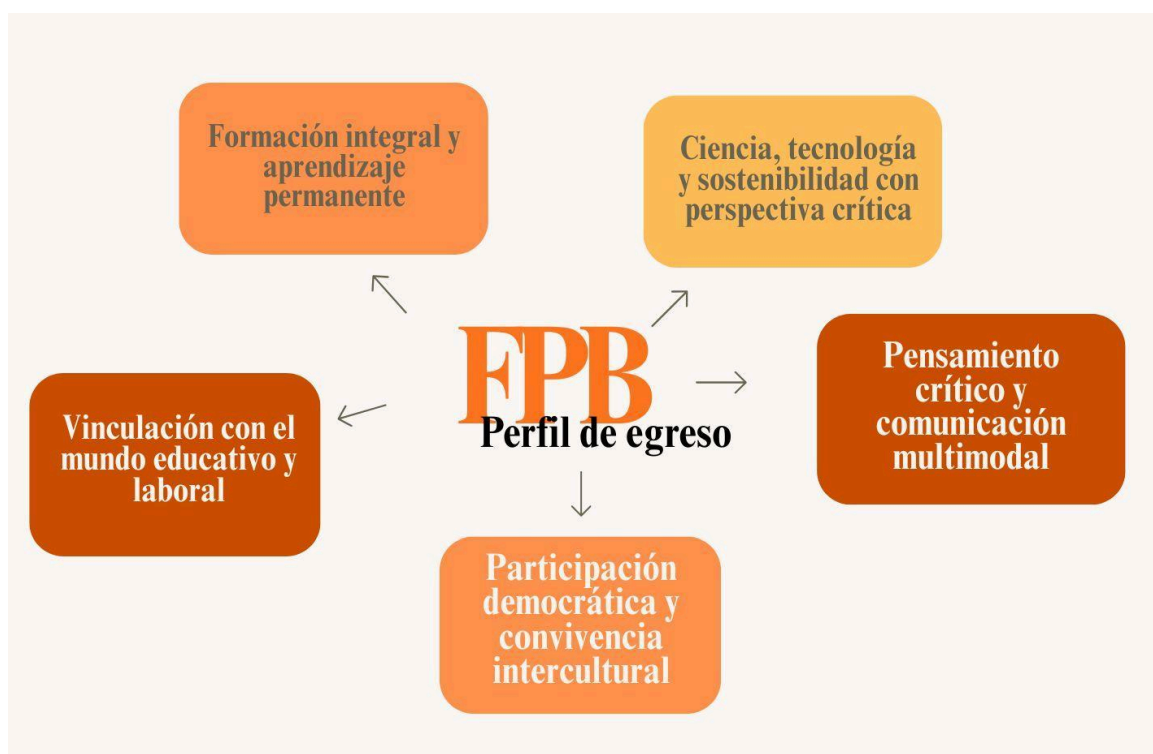 Formación integral y
aprendizaje
permanente
Ciencia, tecnología
y sostenibilidad con
perspectiva crítica
FPB
Perfil de egreso
Pensamiento
crítico y
comunicación
multimodal
Vinculación con el
mundo educativo y
laboral
Participación
democrática y
convivencia
intercultural